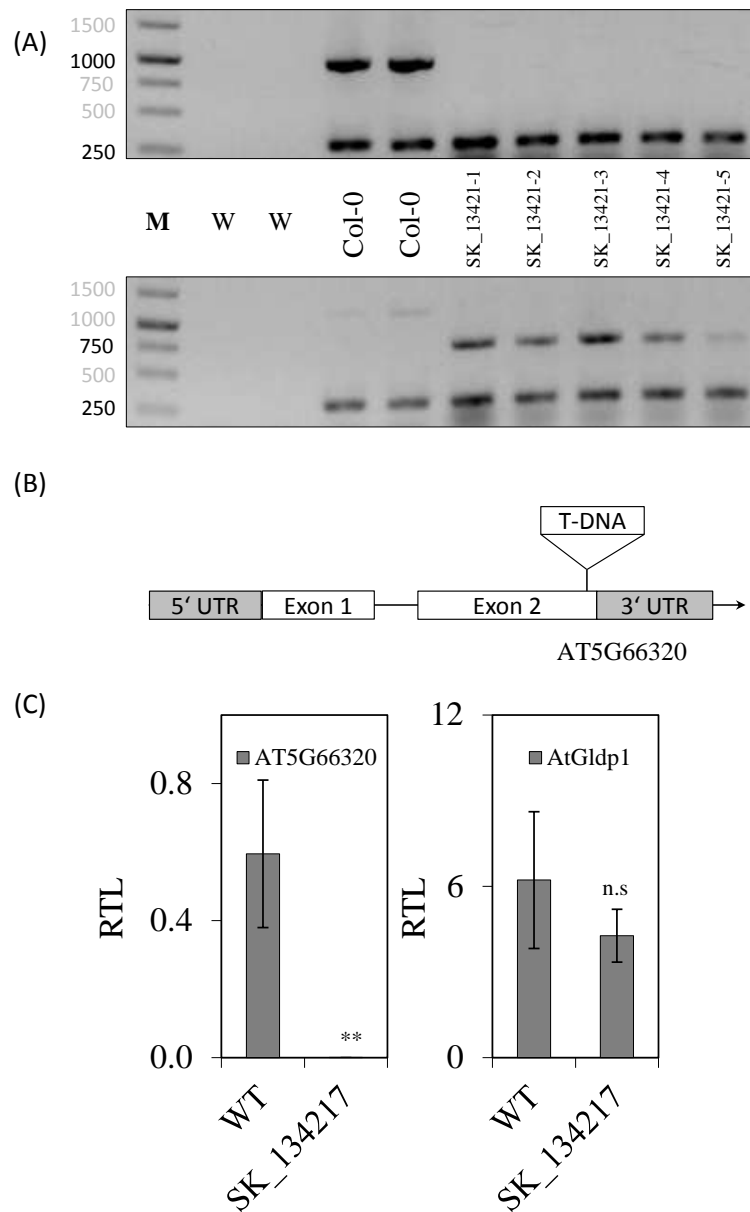 (A)
1500
1000
750
500
250
M W W Col-0 Col-0 SK_13421-1 SK_13421-2 SK_13421-3 SK_13421-4 SK_13421-5
1500
1000
750
500
250
(B)
T-DNA
5‘ UTR Exon 1 Exon 2 3‘ UTR
AT5G66320
(C)
AT5G66320
0.8
0.4
0.0
RTL
**
WT
SK_134217
12
AtGldp1
6
0
RTL
n.s
WT
SK_134217